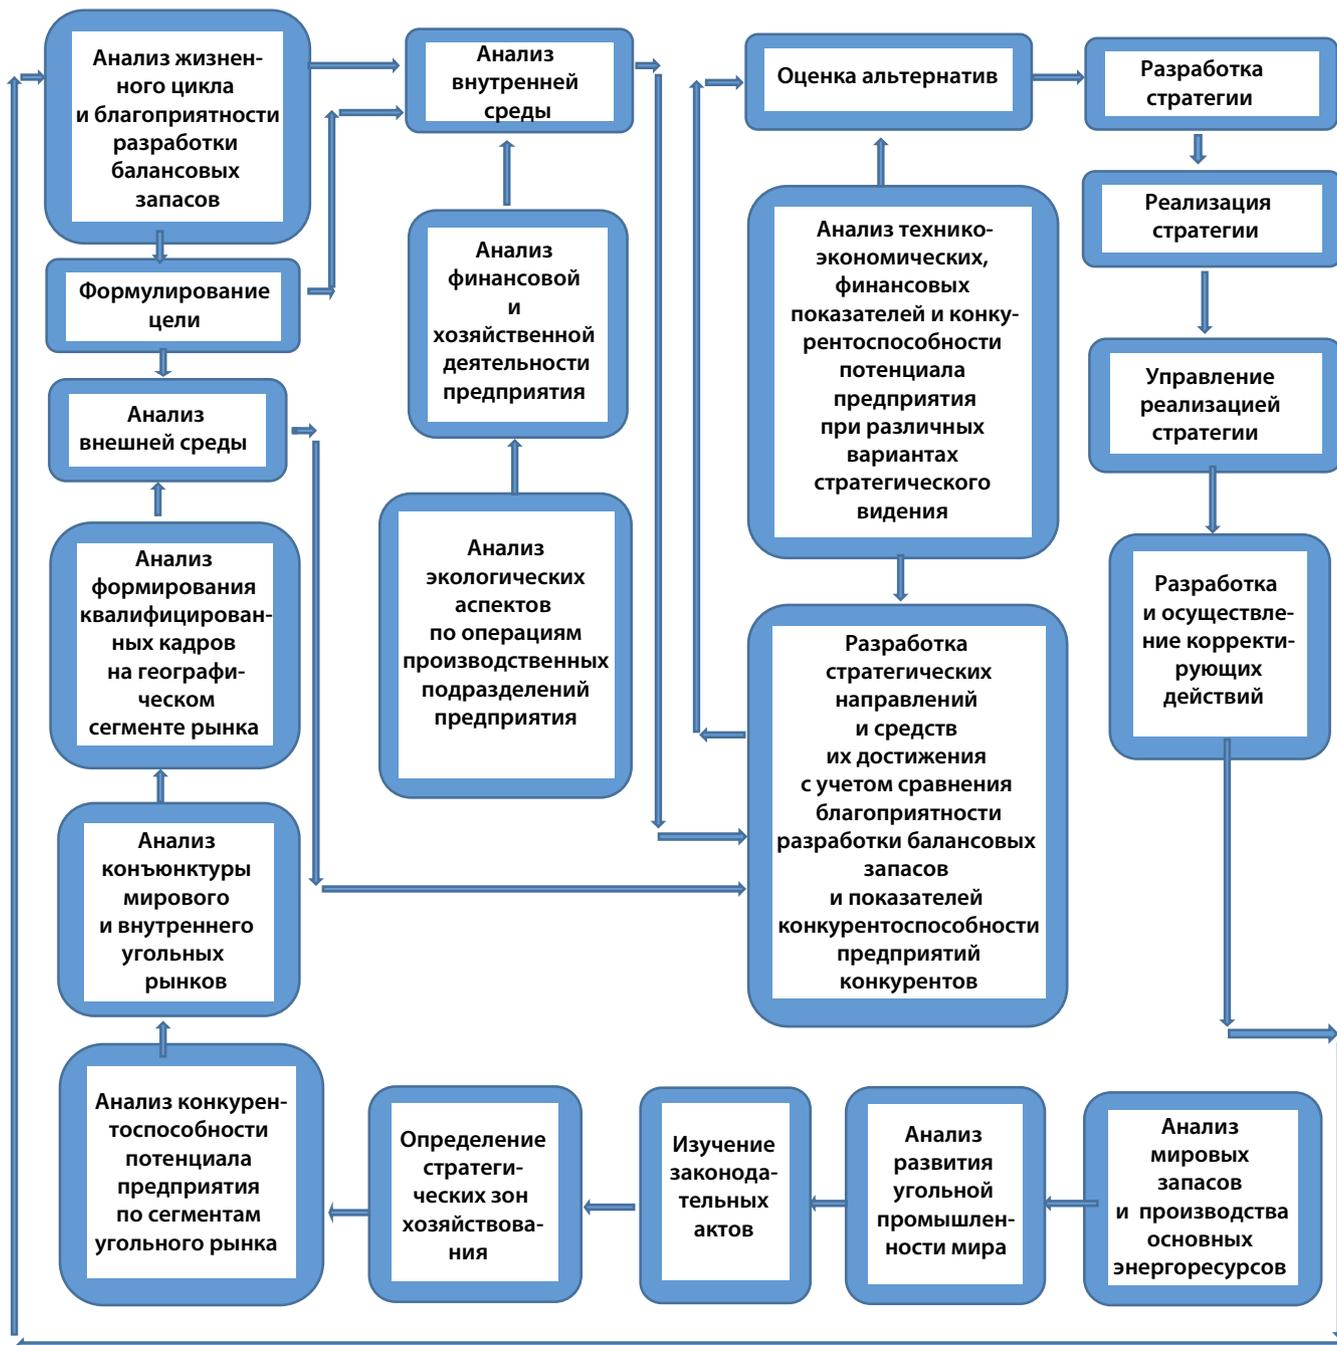 Анализ жизнен-
ного цикла
и благоприятности
разработки
балансовых
запасов
Формулирование
цели
Анализ
внешней среды
Анализ
формирования
квалифицирован-
ных кадров
на географи-
ческом
сегменте рынка
Анализ
конъюнктуры
мирового
и внутреннего
угольных
рынков
Анализ конкурен-
тоспособности
потенциала
предприятия
по сегментам
угольного рынка
Анализ
внутренней
среды
Анализ
финансовой
и
хозяйственной
деятельности
предприятия
Анализ
экологических
аспектов
по операциям
производственных
подразделений
предприятия
Определение
стратеги-
ческих зон
хозяйствова-
ния
Изучение
законода-
тельных
актов
Оценка альтернатив
Анализ технико-
экономических,
финансовых
показателей и конку-
рентоспособности
потенциала
предприятия
при различных
вариантах
стратегического
видения
Разработка
стратегических
направлений
и средств
их достижения
с учетом сравнения
благоприятности
разработки балансовых
запасов
и показателей
конкурентоспособности
предприятий
конкурентов
Анализ
развития
угольной
промышлен-
ности мира
Разработка
стратегии
Реализация
стратегии
Управление
реализацией
стратегии
Разработка
и осуществле-
ние корректи-
рующих
действий
Анализ
мировых
запасов
и производства
основных
энергоресурсов